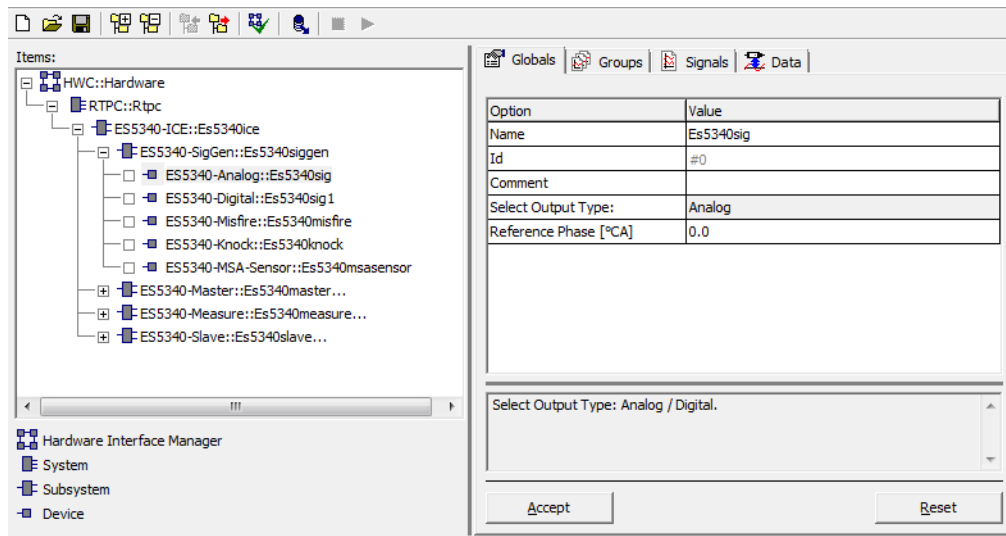 Items:
HWC::Hardware
RTPC::Rtpc
ES5340-ICE::Es5340ice
ES5340-SigGen::Es5340siggen
ES5340-Analog::Es5340sig
ES5340-Digital::Es5340sig1
ES5340-Misfire::Es5340misfire
ES5340-Knock::Es5340knock
ES5340-MSA-Sensor::Es5340msasensor
ES5340-Master::Es5340master...
ES5340-Measure::Es5340measure...
ES5340-Slave::Es5340slave...
Hardware Interface Manager
System
Subsystem
Device
Globals Groups Signals Data
Option Value
Name Es5340sig
Id #0
Comment
Select Output Type: Analog
Reference Phase [°CA] 0.0
Select Output Type: Analog / Digital.
Accept Reset